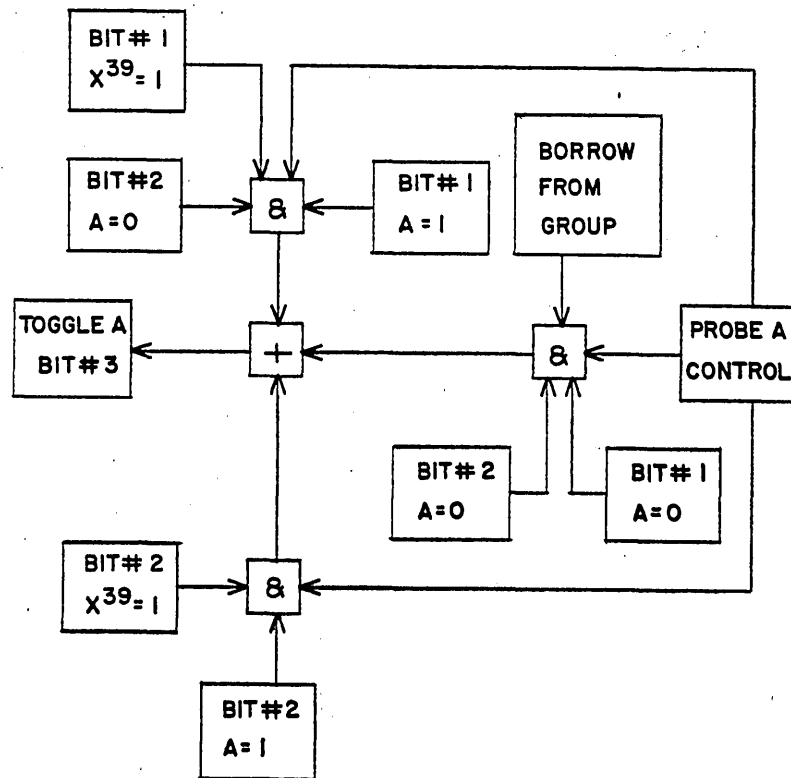 BIT# 1
X³⁹= 1
BIT#2
A=0
&
BIT# 1
A= 1
BORROW
FROM
GROUP
TOGGLE A
BIT#3
+
&
PROBE A
CONTROL
BIT# 2
A=0
BIT# 1
A= 0
BIT# 2
X³⁹= 1
&
BIT#2
A= 1